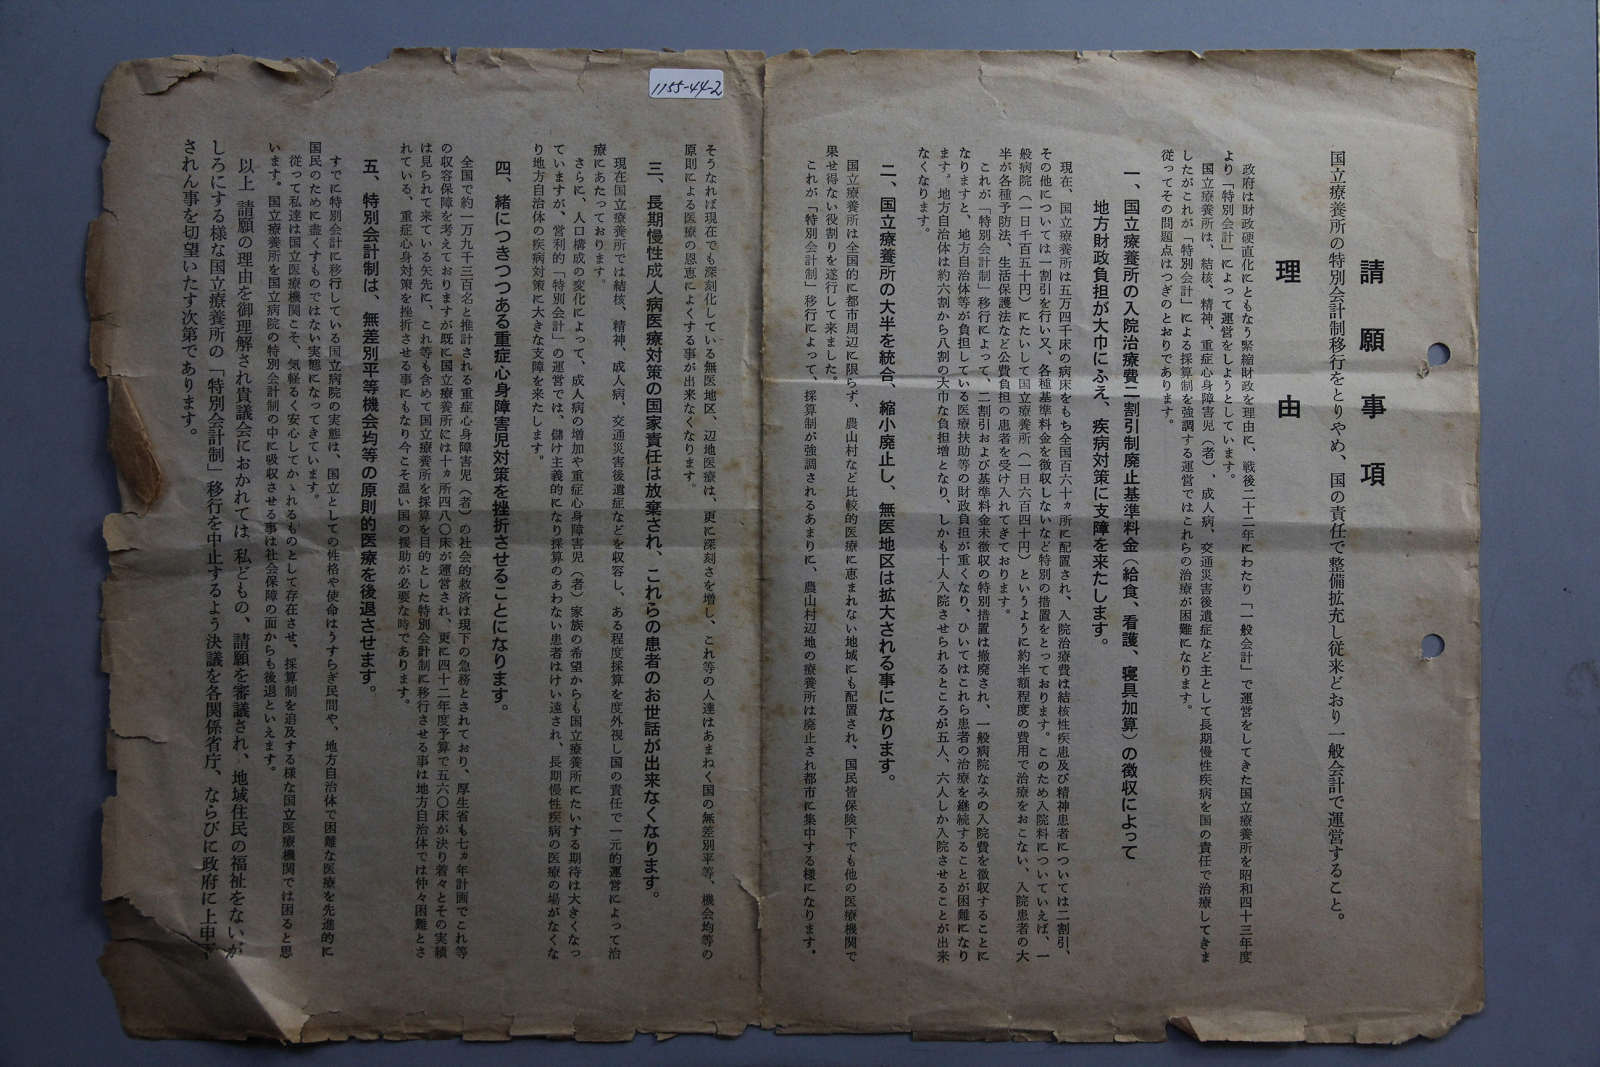 1155-44-2
請願事項
国立療養所の特別会計制移行をとりやめ、国の責任で整備拡充し従来どおり一般会計で運営すること。
理由
政府は財政硬直化にともなう緊縮財政を理由に、戦後二十二年にわたり「一般会計」で運営をしてきた国立療養所を昭和四十三年度
より「特別会計」によって運営をしようとしています。
国立療養所は、結核、精神、重症心身障害児(者)、成人病、交通災害後遺症など主として長期慢性疾病を国の責任で治療してきま
したがこれが「特別会計」による採算制を強調する運営ではこれらの治療が困難になります。
従ってその問題点はつぎのとおりであります。
一、国立療養所の入院治療費二割引制廃止基準料金(給食、看護、寝具加算)の徴収によって
地方財政負担が大巾にふえ、疾病対策に支障を来たします。
現在、国立療養所は五万四千床の病床をもち全国百六十ヵ所に配置され、入院治療費は結核性疾患及び精神患者については二割引、
その他については一割引を行い又、各種基準料金を徴収しないなど特別の措置をとっております。このため入院料についていえば、一
般病院(一日千百五十円)にたいして国立療養所(一日六百四十円)というように約半額程度の費用で治療をおこない、入院患者の大
半が各種予防法、生活保護法など公費負担の患者を受け入れてきております。
これが「特別会計制」移行によって、二割引および基準料金未徴収の特別措置は撤廃され、一般病院なみの入院費を徴収することに
なりますと、地方自治体等が負担している医療扶助等の財政負担が重くなり、ひいてはこれら患者の治療を継続することが困難になり
ます。地方自治体は約六割から八割の大巾な負担増となり、しかも十人入院させられるところが五人、六人しか入院させることが出来
なくなります。
二、国立療養所の大半を統合、縮小廃止し、無医地区は拡大される事になります。
国立療養所は全国的に都市周辺に限らず、農山村など比較的医療に恵まれない地域にも配置され、国民皆保険下でも他の医療機関で
果せ得ない役割りを遂行して来ました。
これが「特別会計制」移行によって、採算制が強調されるあまりに、農山村辺地の療養所は廃止され都市に集中する様になります。
そうなれば現在でも深刻化している無医地区、辺地医療は、更に深刻さを増し、これ等の人達はあまねく国の無差別平等、機会均等の
原則による医療の恩恵によくする事が出来なくなります。
三、長期慢性成人病医療対策の国家責任は放棄され、これらの患者のお世話が出来なくなります。
現在国立療養所では結核、精神、成人病、交通災害後遺症などを収容し、ある程度採算を度外視し国の責任で一元的運営によって治
療にあたっております。
さらに、人口構成の変化によって、成人病の増加や重症心身障害児(者)家族の希望からも国立療養所にたいする期待は大きくなっ
ていますが、営利的「特別会計」の運営では、儲け主義的になり採算のあわない患者はけい遠され、長期慢性疾病の医療の場がなくな
り地方自治体の疾病対策に大きな支障を来たします。
四、緒につきつつある重症心身障害児対策を挫折させることになります。
全国で約一万九千三百名と推計される重症心身障害児(者)の社会的救済は現下の急務とされており、厚生省も七ヵ年計画でこれ等
の収容保障を考えておりますが既に国立療養所には十ヵ所四八〇床が運営され、更に四十二年度予算で五六〇床が決り着々とその実績
は見られて来ている矢先に、これ等も含めて国立療養所を採算を目的とした特別会計制に移行させる事は地方自治体では仲々困難とさ
れている、重症心身対策を挫折させる事にもなり今こそ温い国の援助が必要な時であります。
五、特別会計制は、無差別平等機会均等の原則的医療を後退させます。
すでに特別会計に移行している国立病院の実態は、国立としての性格や使命はうすらぎ民間や、地方自治体で困難な医療を先進的に
国民のために盡くすものではない実態になってきています。
従って私達は国立医療機関こそ、気軽るく安心してかゝれるものとして存在させ、採算制を追及する様な国立医療機関では困ると思
います。国立療養所を国立病院の特別会計制の中に吸収させる事は社会保障の面からも後退といえます。
以上 請願の理由を御理解され貴議会におかれては、私どもの、請願を審議され、地域住民の福祉をないが
しろにする様な国立療養所の「特別会計制」移行を中止するよう決議を各関係省庁、ならびに政府に上申下
されん事を切望いたす次第であります。